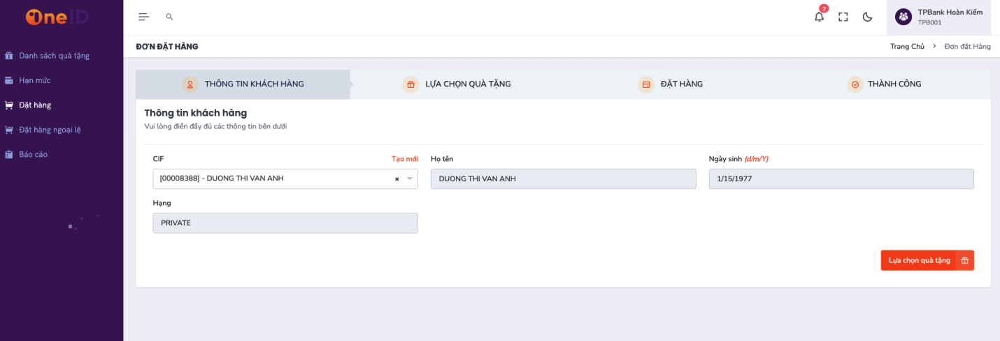 OneID
2
TPBank Hoàn Kiếm
TPB001
ĐƠN ĐẶT HÀNG
Trang Chủ > Đơn đặt Hàng
Danh sách quà tặng
Hạn mức
Đặt hàng
Đặt hàng ngoại lệ
Báo cáo
THÔNG TIN KHÁCH HÀNG
LỰA CHỌN QUÀ TẶNG
ĐẶT HÀNG
THÀNH CÔNG
Thông tin khách hàng
Vui lòng điền đầy đủ các thông tin bên dưới
CIF
Tạo mới
Họ tên
Ngày sinh (d/m/Y)
[00008388] - DUONG THI VAN ANH ×
DUONG THI VAN ANH
1/15/1977
Hạng
PRIVATE
Lựa chọn quà tặng